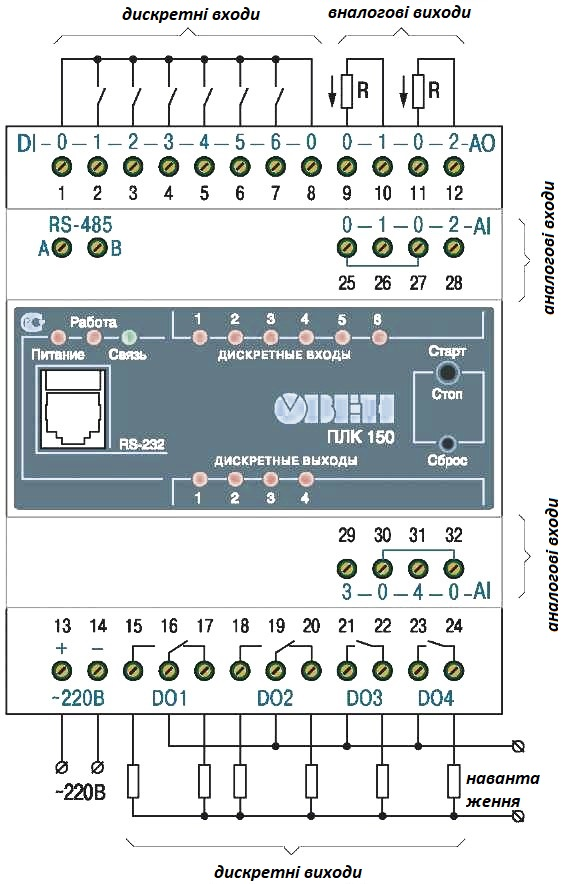 дискретні входи
аналогові виходи
R R
DI - 0 - 1 - 2 - 3 - 4 - 5 - 6 - 0 0 - 1 - 0 - 2 - AO
1 2 3 4 5 6 7 8 9 10 11 12
RS-485
A B
0 - 1 - 0 - 2 - AI
25 26 27 28
аналогові входи
1 2 3 4 5 6
Работа
Питание Связь
ДИСКРЕТНЫЕ ВХОДЫ
Старт
Стоп
ОВЕН
ПЛК 150
RS-232
ДИСКРЕТНЫЕ ВЫХОДЫ
Сброс
1 2 3 4
29 30 31 32
3 - 0 - 4 - 0 - AI
аналогові входи
13 14 15 16 17 18 19 20 21 22 23 24
+ −
~220В DO1 DO2 DO3 DO4
~220В
наванта
ження
дискретні виходи